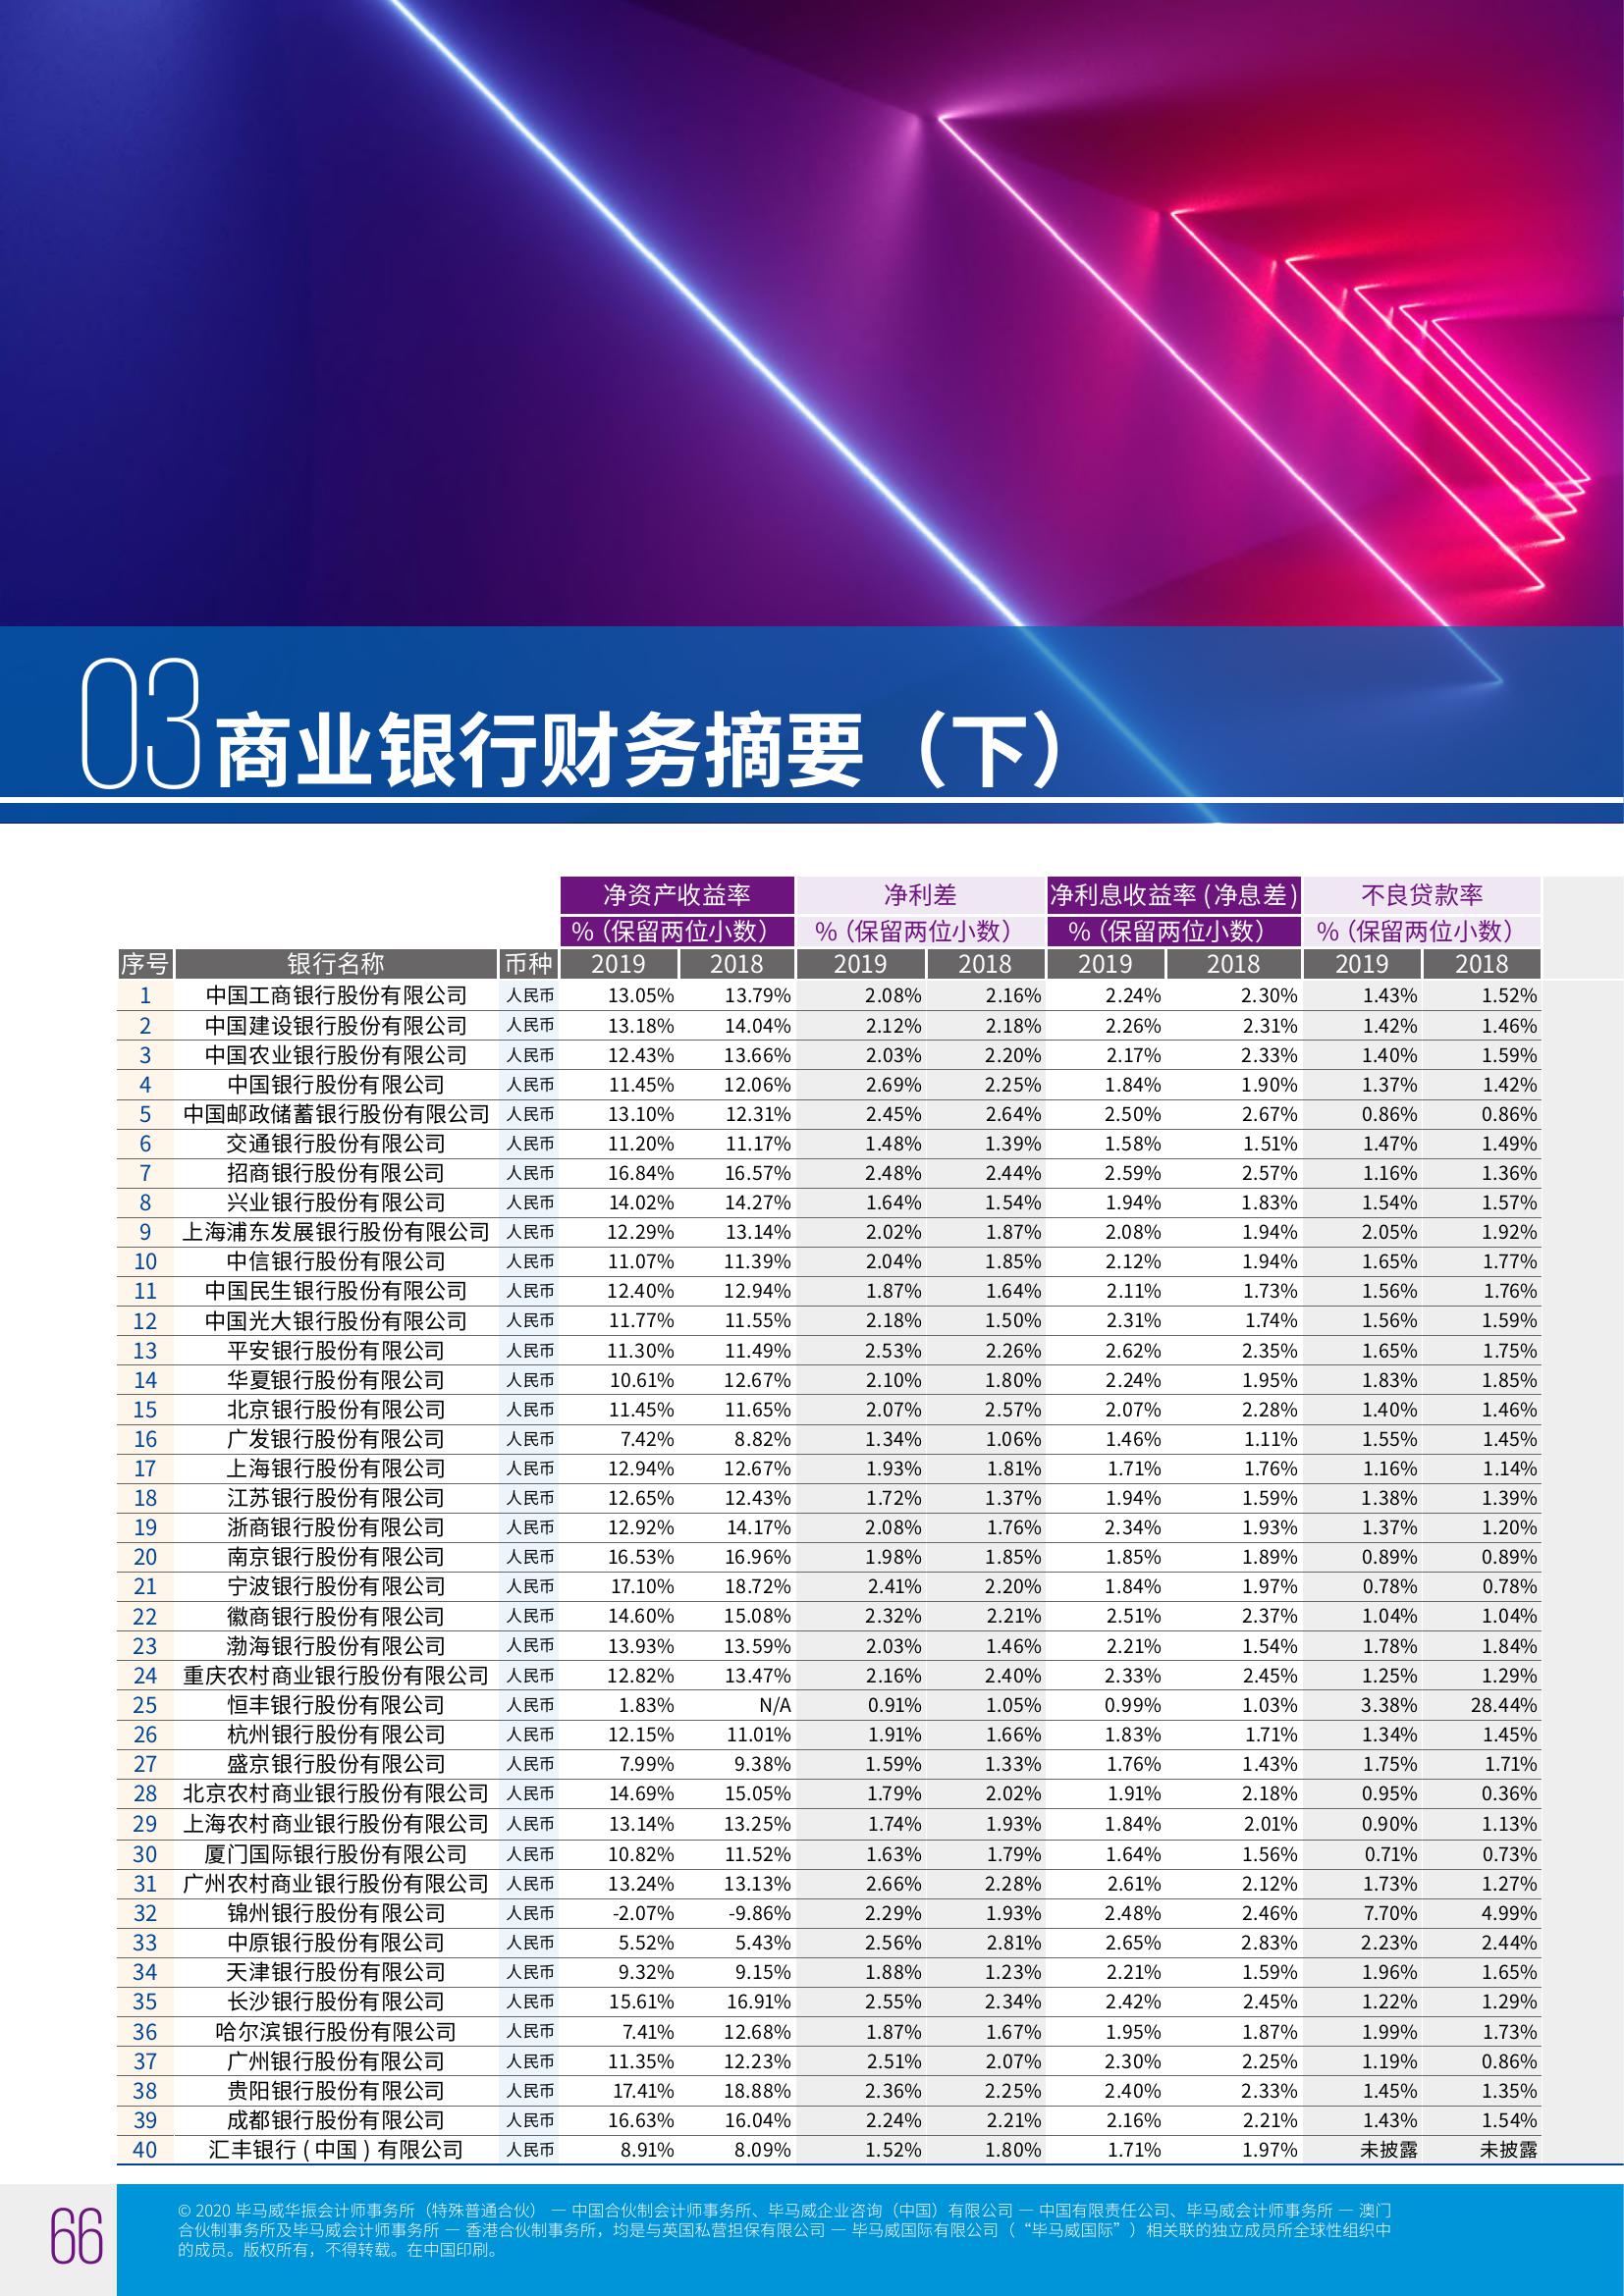 03 商业银行财务摘要（下）
净资产收益率 净利差 净利息收益率 (净息差) 不良贷款率
%（保留两位小数） %（保留两位小数） %（保留两位小数） %（保留两位小数）
序号 银行名称 币种 2019 2018 2019 2018 2019 2018 2019 2018
1 中国工商银行股份有限公司 人民币 13.05% 13.79% 2.08% 2.16% 2.24% 2.30% 1.43% 1.52%
2 中国建设银行股份有限公司 人民币 13.18% 14.04% 2.12% 2.18% 2.26% 2.31% 1.42% 1.46%
3 中国农业银行股份有限公司 人民币 12.43% 13.66% 2.03% 2.20% 2.17% 2.33% 1.40% 1.59%
4 中国银行股份有限公司 人民币 11.45% 12.06% 2.69% 2.25% 1.84% 1.90% 1.37% 1.42%
5 中国邮政储蓄银行股份有限公司 人民币 13.10% 12.31% 2.45% 2.64% 2.50% 2.67% 0.86% 0.86%
6 交通银行股份有限公司 人民币 11.20% 11.17% 1.48% 1.39% 1.58% 1.51% 1.47% 1.49%
7 招商银行股份有限公司 人民币 16.84% 16.57% 2.48% 2.44% 2.59% 2.57% 1.16% 1.36%
8 兴业银行股份有限公司 人民币 14.02% 14.27% 1.64% 1.54% 1.94% 1.83% 1.54% 1.57%
9 上海浦东发展银行股份有限公司 人民币 12.29% 13.14% 2.02% 1.87% 2.08% 1.94% 2.05% 1.92%
10 中信银行股份有限公司 人民币 11.07% 11.39% 2.04% 1.85% 2.12% 1.94% 1.65% 1.77%
11 中国民生银行股份有限公司 人民币 12.40% 12.94% 1.87% 1.64% 2.11% 1.73% 1.56% 1.76%
12 中国光大银行股份有限公司 人民币 11.77% 11.55% 2.18% 1.50% 2.31% 1.74% 1.56% 1.59%
13 平安银行股份有限公司 人民币 11.30% 11.49% 2.53% 2.26% 2.62% 2.35% 1.65% 1.75%
14 华夏银行股份有限公司 人民币 10.61% 12.67% 2.10% 1.80% 2.24% 1.95% 1.83% 1.85%
15 北京银行股份有限公司 人民币 11.45% 11.65% 2.07% 2.57% 2.07% 2.28% 1.40% 1.46%
16 广发银行股份有限公司 人民币 7.42% 8.82% 1.34% 1.06% 1.46% 1.11% 1.55% 1.45%
17 上海银行股份有限公司 人民币 12.94% 12.67% 1.93% 1.81% 1.71% 1.76% 1.16% 1.14%
18 江苏银行股份有限公司 人民币 12.65% 12.43% 1.72% 1.37% 1.94% 1.59% 1.38% 1.39%
19 浙商银行股份有限公司 人民币 12.92% 14.17% 2.08% 1.76% 2.34% 1.93% 1.37% 1.20%
20 南京银行股份有限公司 人民币 16.53% 16.96% 1.98% 1.85% 1.85% 1.89% 0.89% 0.89%
21 宁波银行股份有限公司 人民币 17.10% 18.72% 2.41% 2.20% 1.84% 1.97% 0.78% 0.78%
22 徽商银行股份有限公司 人民币 14.60% 15.08% 2.32% 2.21% 2.51% 2.37% 1.04% 1.04%
23 渤海银行股份有限公司 人民币 13.93% 13.59% 2.03% 1.46% 2.21% 1.54% 1.78% 1.84%
24 重庆农村商业银行股份有限公司 人民币 12.82% 13.47% 2.16% 2.40% 2.33% 2.45% 1.25% 1.29%
25 恒丰银行股份有限公司 人民币 1.83% N/A 0.91% 1.05% 0.99% 1.03% 3.38% 28.44%
26 杭州银行股份有限公司 人民币 12.15% 11.01% 1.91% 1.66% 1.83% 1.71% 1.34% 1.45%
27 盛京银行股份有限公司 人民币 7.99% 9.38% 1.59% 1.33% 1.76% 1.43% 1.75% 1.71%
28 北京农村商业银行股份有限公司 人民币 14.69% 15.05% 1.79% 2.02% 1.91% 2.18% 0.95% 0.36%
29 上海农村商业银行股份有限公司 人民币 13.14% 13.25% 1.74% 1.93% 1.84% 2.01% 0.90% 1.13%
30 厦门国际银行股份有限公司 人民币 10.82% 11.52% 1.63% 1.79% 1.64% 1.56% 0.71% 0.73%
31 广州农村商业银行股份有限公司 人民币 13.24% 13.13% 2.66% 2.28% 2.61% 2.12% 1.73% 1.27%
32 锦州银行股份有限公司 人民币 -2.07% -9.86% 2.29% 1.93% 2.48% 2.46% 7.70% 4.99%
33 中原银行股份有限公司 人民币 5.52% 5.43% 2.56% 2.81% 2.65% 2.83% 2.23% 2.44%
34 天津银行股份有限公司 人民币 9.32% 9.15% 1.88% 1.23% 2.21% 1.59% 1.96% 1.65%
35 长沙银行股份有限公司 人民币 15.61% 16.91% 2.55% 2.34% 2.42% 2.45% 1.22% 1.29%
36 哈尔滨银行股份有限公司 人民币 7.41% 12.68% 1.87% 1.67% 1.95% 1.87% 1.99% 1.73%
37 广州银行股份有限公司 人民币 11.35% 12.23% 2.51% 2.07% 2.30% 2.25% 1.19% 0.86%
38 贵阳银行股份有限公司 人民币 17.41% 18.88% 2.36% 2.25% 2.40% 2.33% 1.45% 1.35%
39 成都银行股份有限公司 人民币 16.63% 16.04% 2.24% 2.21% 2.16% 2.21% 1.43% 1.54%
40 汇丰银行 ( 中国 ) 有限公司 人民币 8.91% 8.09% 1.52% 1.80% 1.71% 1.97% 未披露 未披露
66
© 2020 毕马威华振会计师事务所（特殊普通合伙） — 中国合伙制会计师事务所、毕马威企业咨询（中国）有限公司 — 中国有限责任公司、毕马威会计师事务所 — 澳门
合伙制事务所及毕马威会计师事务所 — 香港合伙制事务所，均是与英国私营担保有限公司 — 毕马威国际有限公司（ “毕马威国际” ）相关联的独立成员所全球性组织中
的成员。版权所有，不得转载。在中国印刷。